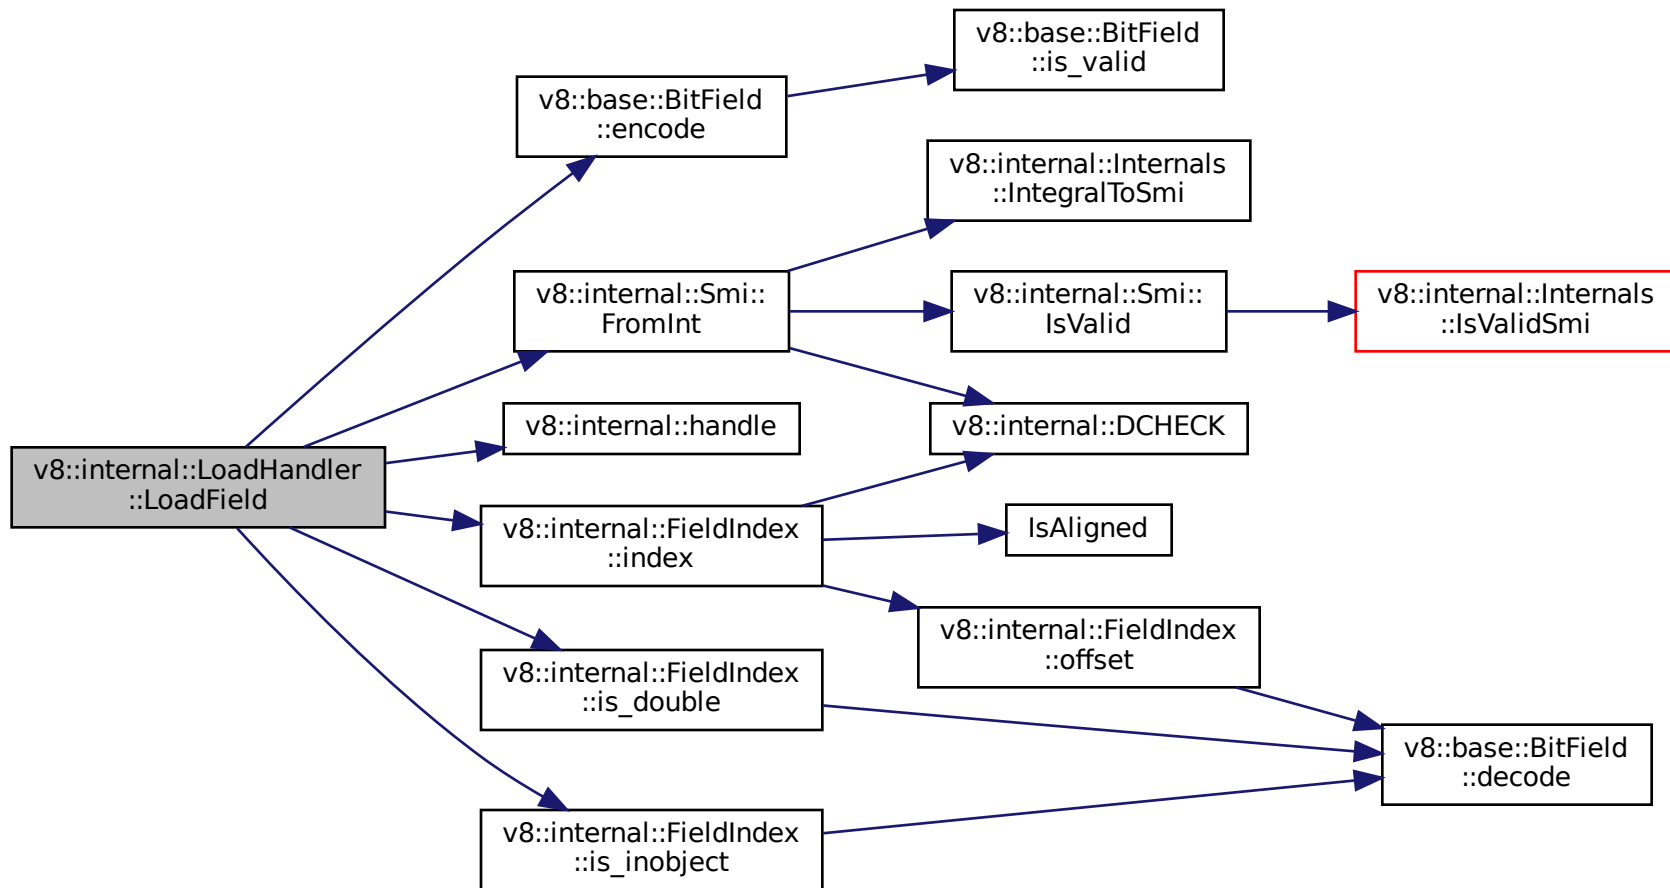 v8::base::BitField
::is_valid
v8::base::BitField
::encode
v8::internal::Internals
::IntegralToSmi
v8::internal::Smi::
FromInt
v8::internal::Smi::
IsValid
v8::internal::Internals
::IsValidSmi
v8::internal::handle
v8::internal::DCHECK
v8::internal::LoadHandler
::LoadField
v8::internal::FieldIndex
::index
IsAligned
v8::internal::FieldIndex
::offset
v8::internal::FieldIndex
::is_double
v8::base::BitField
::decode
v8::internal::FieldIndex
::is_inobject